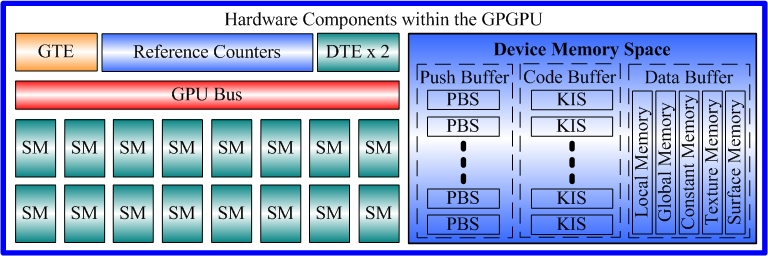 Hardware Components within the GPGPU
GTE
Reference Counters
DTE x 2
GPU Bus
SM SM SM SM SM SM SM SM
SM SM SM SM SM SM SM SM
Device Memory Space
Push Buffer
PBS
PBS
PBS
PBS
Code Buffer
KIS
KIS
KIS
KIS
Data Buffer
Local Memory
Global Memory
Constant Memory
Texture Memory
Surface Memory